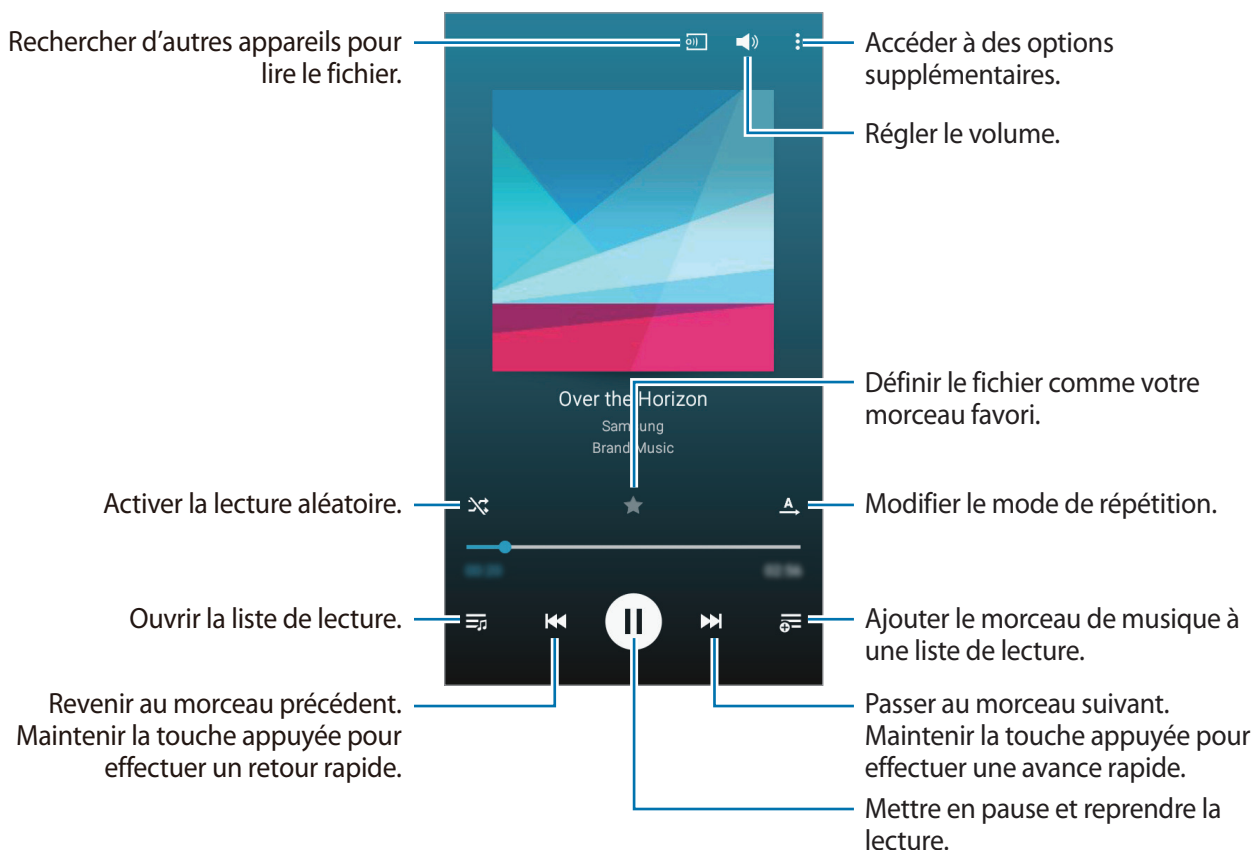 Rechercher d'autres appareils pour
lire le fichier.
Accéder à des options
supplémentaires.
Régler le volume.
Over the Horizon
Samsung
Brand Music
Définir le fichier comme votre
morceau favori.
Activer la lecture aléatoire.
A
Modifier le mode de répétition.
00:20
02:56
Ouvrir la liste de lecture.
Ajouter le morceau de musique à
une liste de lecture.
Revenir au morceau précédent.
Maintenir la touche appuyée pour
effectuer un retour rapide.
Passer au morceau suivant.
Maintenir la touche appuyée pour
effectuer une avance rapide.
Mettre en pause et reprendre la
lecture.